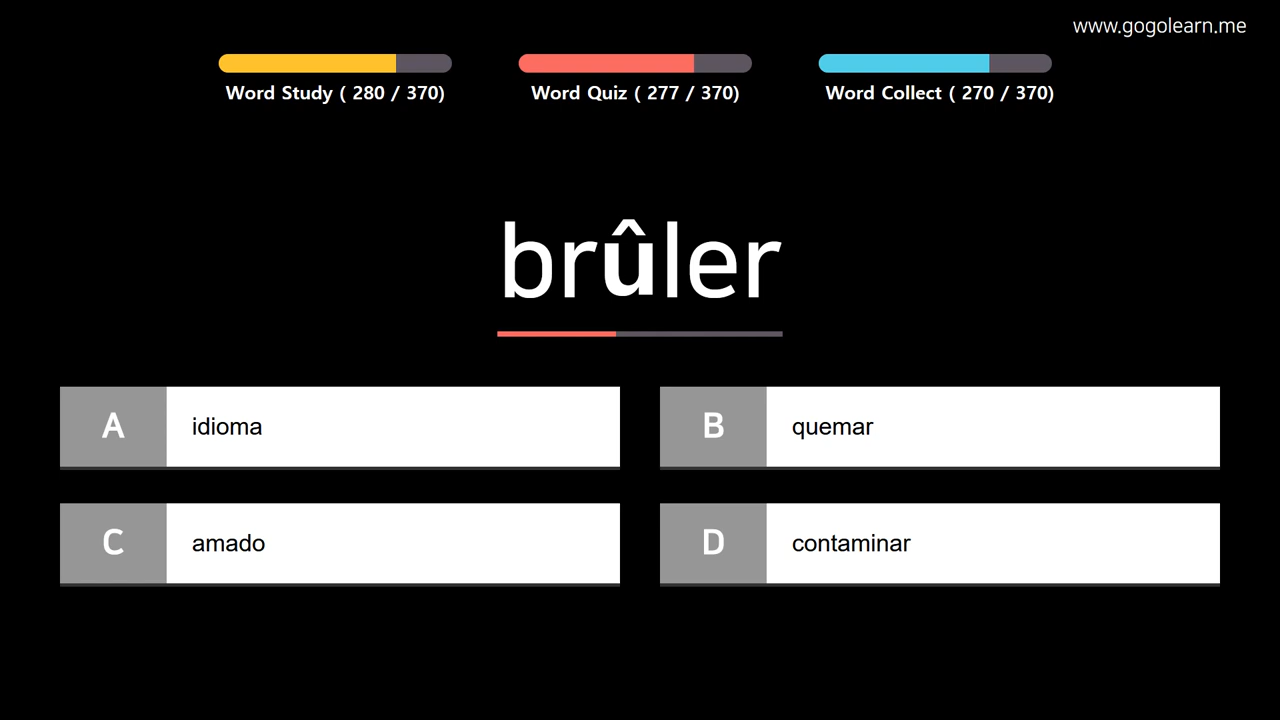 www.gogolearn.me
Word Study ( 280 / 370)
Word Quiz ( 277 / 370)
Word Collect ( 270 / 370)
brûler
A idioma
B quemar
C amado
D contaminar